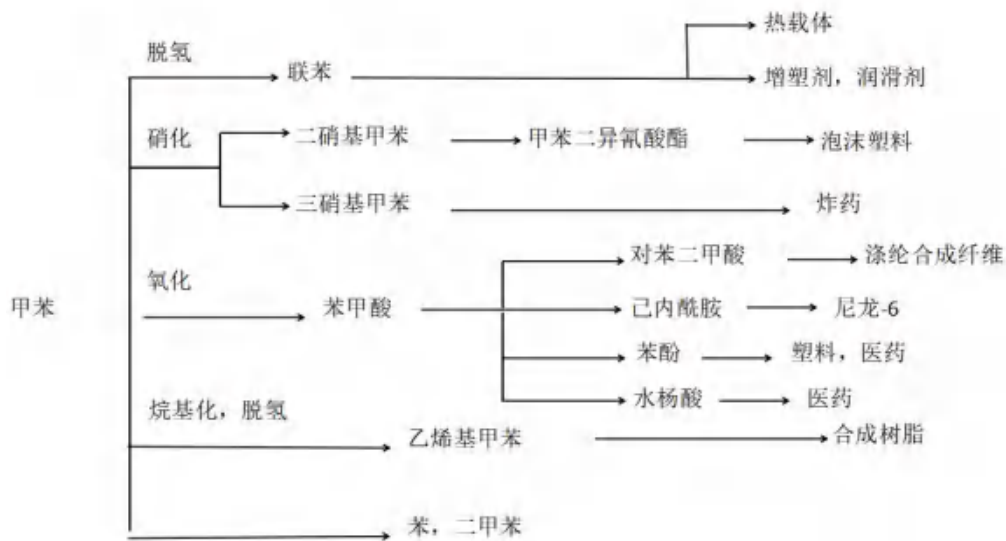 热载体
脱氢
联苯
增塑剂，润滑剂
硝化
二硝基甲苯
甲苯二异氰酸酯
泡沫塑料
三硝基甲苯
炸药
对苯二甲酸
涤纶合成纤维
氧化
甲苯
苯甲酸
己内酰胺
尼龙-6
苯酚
塑料，医药
水杨酸
医药
烷基化，脱氢
乙烯基甲苯
合成树脂
苯，二甲苯